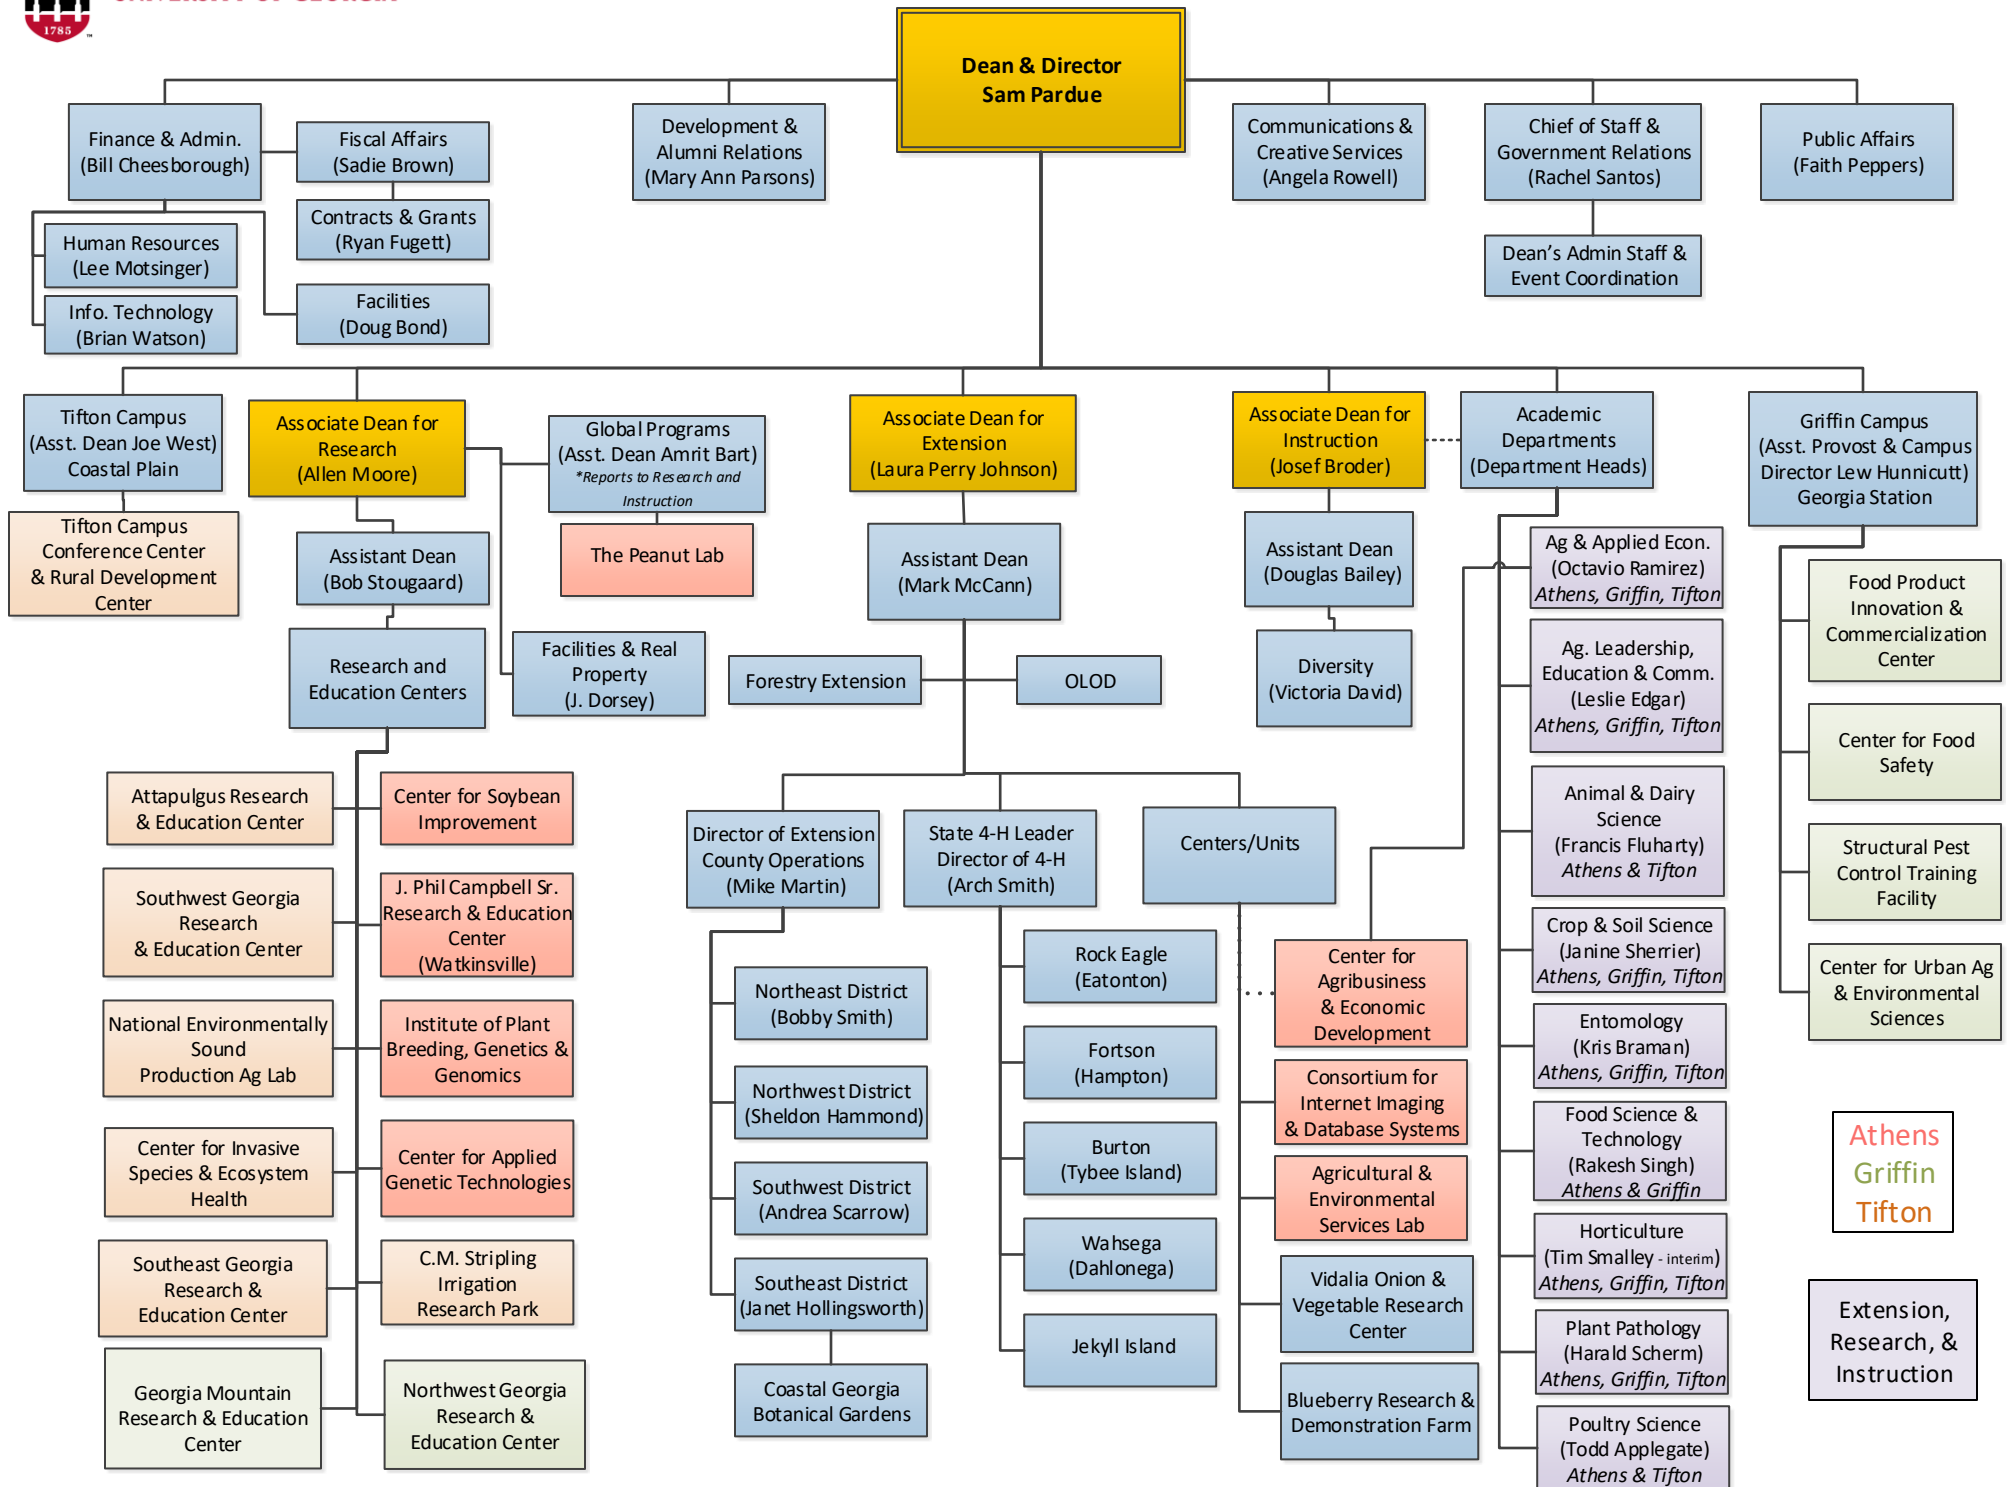 1785
Dean & Director
Sam Pardue
Finance & Admin.
(Bill Cheesborough)
Fiscal Affairs
(Sadie Brown)
Development &
Alumni Relations
(Mary Ann Parsons)
Communications &
Creative Services
(Angela Rowell)
Chief of Staff &
Government Relations
(Rachel Santos)
Public Affairs
(Faith Peppers)
Contracts & Grants
(Ryan Fugett)
Human Resources
(Lee Motsinger)
Dean's Admin Staff &
Event Coordination
Info. Technology
(Brian Watson)
Facilities
(Doug Bond)
Tifton Campus
(Asst. Dean Joe West)
Coastal Plain
Associate Dean for
Research
(Allen Moore)
Global Programs
(Asst. Dean Amrit Bart)
*Reports to Research and
Instruction
Associate Dean for
Extension
(Laura Perry Johnson)
Associate Dean for
Instruction
(Josef Broder)
Academic
Departments
(Department Heads)
Griffin Campus
(Asst. Provost & Campus
Director Lew Hunnicutt)
Georgia Station
Tifton Campus
Conference Center
& Rural Development
Center
Assistant Dean
(Bob Stougaard)
The Peanut Lab
Assistant Dean
(Mark McCann)
Assistant Dean
(Douglas Bailey)
Research and
Education Centers
Facilities & Real
Property
(J. Dorsey)
Forestry Extension
OLOD
Diversity
(Victoria David)
Attapulgus Research
& Education Center
Center for Soybean
Improvement
Southwest Georgia
Research
& Education Center
J. Phil Campbell Sr.
Research & Education
Center
(Watkinsville)
National Environmentally
Sound
Production Ag Lab
Institute of Plant
Breeding, Genetics &
Genomics
Center for Invasive
Species & Ecosystem
Health
Center for Applied
Genetic Technologies
Southeast Georgia
Research &
Education Center
C.M. Stripling
Irrigation
Research Park
Georgia Mountain
Research & Education
Center
Northwest Georgia
Research &
Education Center
Director of Extension
County Operations
(Mike Martin)
Northeast District
(Bobby Smith)
Northwest District
(Sheldon Hammond)
Southwest District
(Andrea Scarrow)
Southeast District
(Janet Hollingsworth)
Coastal Georgia
Botanical Gardens
State 4-H Leader
Director of 4-H
(Arch Smith)
Rock Eagle
(Eatonton)
Fortson
(Hampton)
Burton
(Tybee Island)
Wahsega
(Dahlonega)
Jekyll Island
Centers/Units
Center for
Agribusiness
& Economic
Development
Consortium for
Internet Imaging
& Database Systems
Agricultural &
Environmental
Services Lab
Vidalia Onion &
Vegetable Research
Center
Blueberry Research &
Demonstration Farm
Ag & Applied Econ.
(Octavio Ramirez)
Athens, Griffin, Tifton
Ag. Leadership,
Education & Comm.
(Leslie Edgar)
Athens, Griffin, Tifton
Animal & Dairy
Science
(Francis Fluharty)
Athens & Tifton
Crop & Soil Science
(Janine Sherrier)
Athens, Griffin, Tifton
Entomology
(Kris Braman)
Athens, Griffin, Tifton
Food Science &
Technology
(Rakesh Singh)
Athens & Griffin
Horticulture
(Tim Smalley - interim)
Athens, Griffin, Tifton
Plant Pathology
(Harald Scherm)
Athens, Griffin, Tifton
Poultry Science
(Todd Applegate)
Athens & Tifton
Food Product
Innovation &
Commercialization
Center
Center for Food
Safety
Structural Pest
Control Training
Facility
Center for Urban Ag
& Environmental
Sciences
Athens
Griffin
Tifton
Extension,
Research, &
Instruction